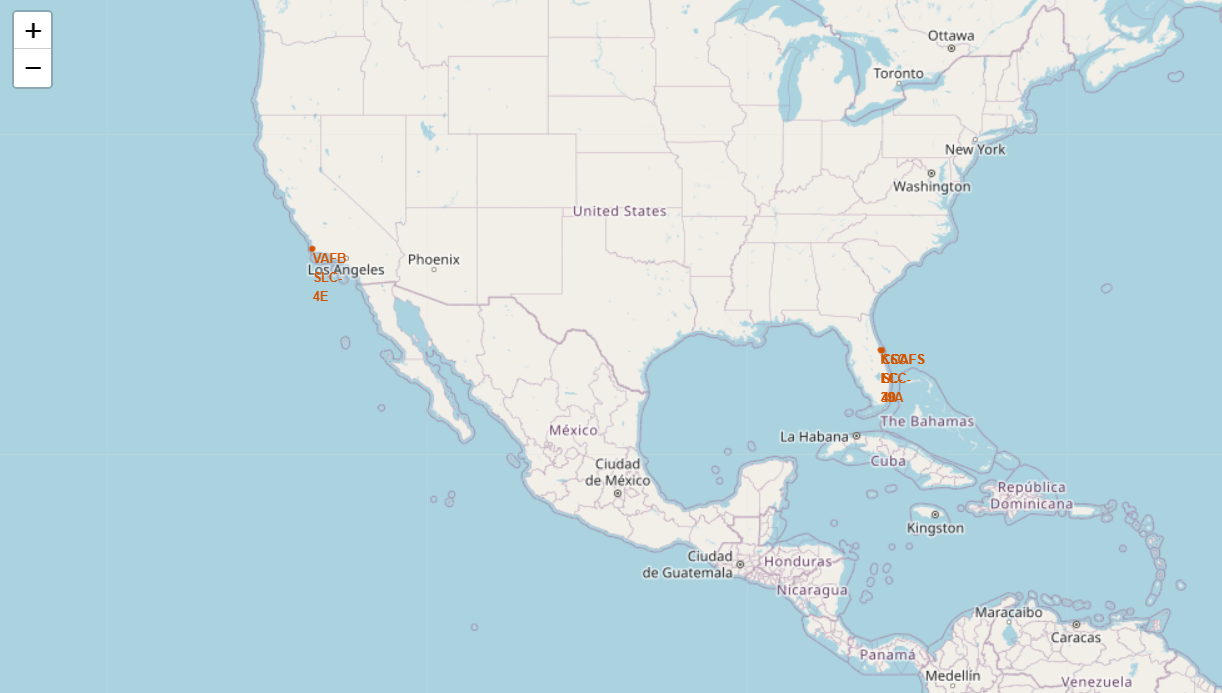 +
−
Ottawa
Toronto
New York
Washington
United States
Phoenix
VAFB
Los Angeles
SLC-
4E
The Bahamas
México
La Habana
Cuba
Ciudad
de México
República
Dominicana
Kingston
Ciudad
de Guatemala
Honduras
Nicaragua
Maracaibo
Caracas
Panamá
Medellín
Venezuela